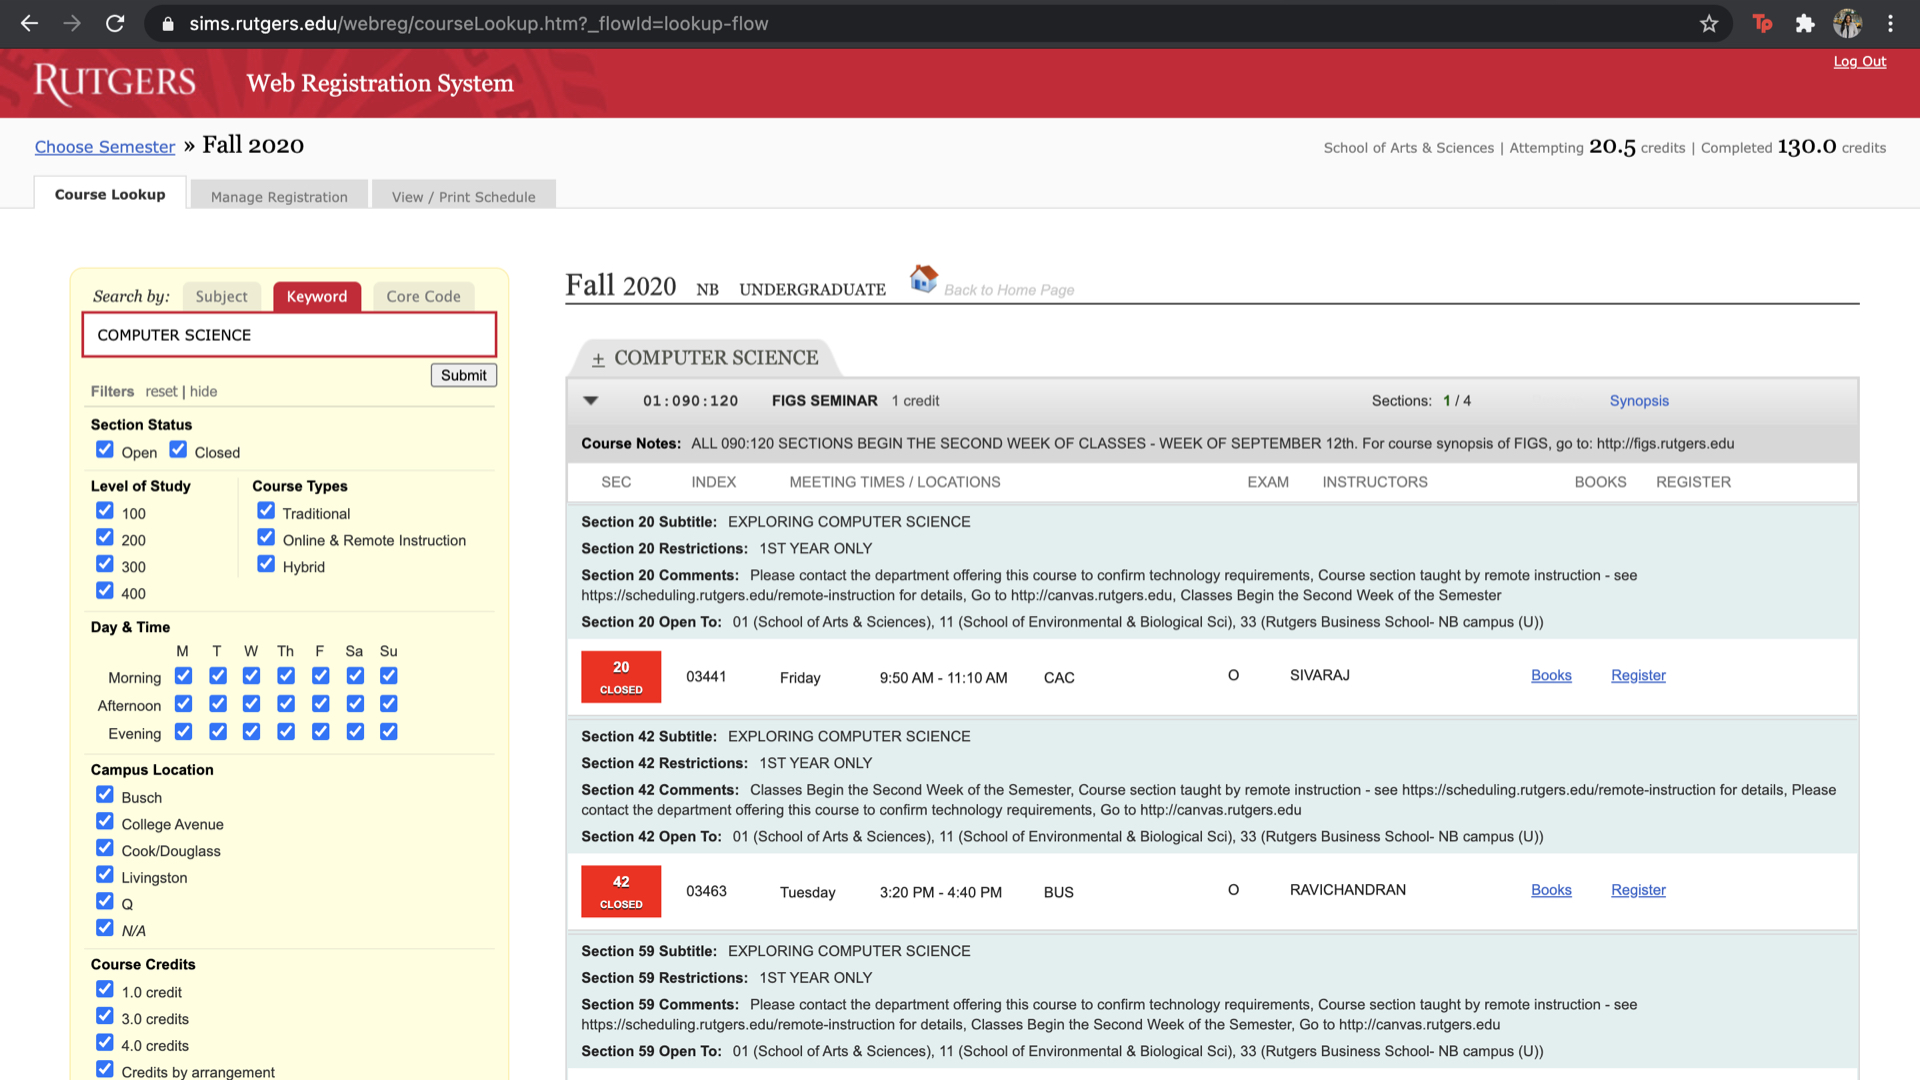 sims.rutgers.edu/webreg/courseLookup.htm?_flowId=lookup-flow
Tp
RUTGERS Web Registration System
Log Out
Choose Semester » Fall 2020
School of Arts & Sciences | Attempting 20.5 credits | Completed 130.0 credits
Course Lookup Manage Registration View / Print Schedule
Search by: Subject Keyword Core Code
COMPUTER SCIENCE
Submit
Filters reset | hide
Section Status
Open Closed
Level of Study Course Types
100 Traditional
200 Online & Remote Instruction
300 Hybrid
400
Day & Time
M T W Th F Sa Su
Morning
Afternoon
Evening
Campus Location
Busch
College Avenue
Cook/Douglass
Livingston
Q
N/A
Course Credits
1.0 credit
3.0 credits
4.0 credits
Credits by arrangement
Fall 2020 NB UNDERGRADUATE Back to Home Page
± COMPUTER SCIENCE
01:090:120 FIGS SEMINAR 1 credit Sections: 1 / 4 Synopsis
Course Notes: ALL 090:120 SECTIONS BEGIN THE SECOND WEEK OF CLASSES - WEEK OF SEPTEMBER 12th. For course synopsis of FIGS, go to: http://figs.rutgers.edu
SEC INDEX MEETING TIMES / LOCATIONS EXAM INSTRUCTORS BOOKS REGISTER
Section 20 Subtitle: EXPLORING COMPUTER SCIENCE
Section 20 Restrictions: 1ST YEAR ONLY
Section 20 Comments: Please contact the department offering this course to confirm technology requirements, Course section taught by remote instruction - see
https://scheduling.rutgers.edu/remote-instruction for details, Go to http://canvas.rutgers.edu, Classes Begin the Second Week of the Semester
Section 20 Open To: 01 (School of Arts & Sciences), 11 (School of Environmental & Biological Sci), 33 (Rutgers Business School- NB campus (U))
20 CLOSED 03441 Friday 9:50 AM - 11:10 AM CAC O SIVARAJ Books Register
Section 42 Subtitle: EXPLORING COMPUTER SCIENCE
Section 42 Restrictions: 1ST YEAR ONLY
Section 42 Comments: Classes Begin the Second Week of the Semester, Course section taught by remote instruction - see https://scheduling.rutgers.edu/remote-instruction for details, Please
contact the department offering this course to confirm technology requirements, Go to http://canvas.rutgers.edu
Section 42 Open To: 01 (School of Arts & Sciences), 11 (School of Environmental & Biological Sci), 33 (Rutgers Business School- NB campus (U))
42 CLOSED 03463 Tuesday 3:20 PM - 4:40 PM BUS O RAVICHANDRAN Books Register
Section 59 Subtitle: EXPLORING COMPUTER SCIENCE
Section 59 Restrictions: 1ST YEAR ONLY
Section 59 Comments: Please contact the department offering this course to confirm technology requirements, Course section taught by remote instruction - see
https://scheduling.rutgers.edu/remote-instruction for details, Classes Begin the Second Week of the Semester, Go to http://canvas.rutgers.edu
Section 59 Open To: 01 (School of Arts & Sciences), 11 (School of Environmental & Biological Sci), 33 (Rutgers Business School- NB campus (U))